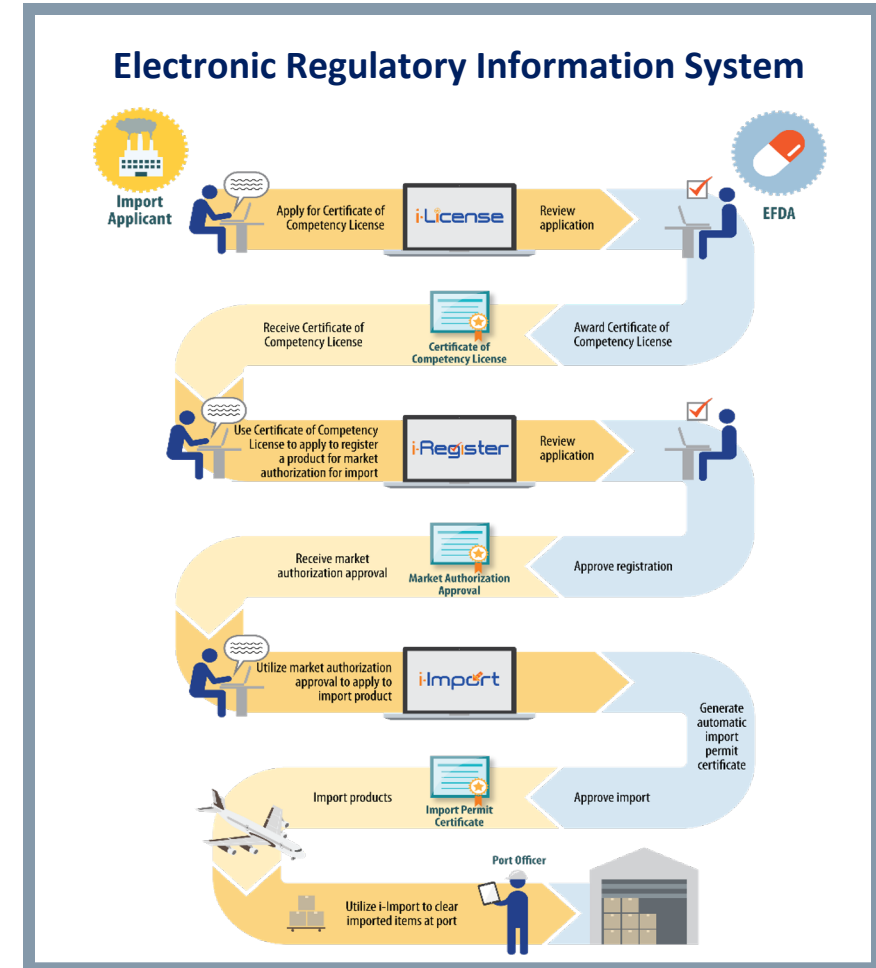 Electronic Regulatory Information System
Import
Applicant
EFDA
Apply for Certificate of
Competency License
i-License
Review
application
Award Certificate of
Competency License
Certificate of
Competency License
Receive Certificate of
Competency License
Use Certificate of Competency
License to apply to register
a product for market
authorization for import
i-Register
Review
application
Approve registration
Market Authorization
Approval
Receive market
authorization approval
Utilize market authorization
approval to apply to
import product
i-Import
Generate
automatic
import
permit
certificate
Approve import
Import Permit
Certificate
Import products
Port Officer
Utilize i-Import to clear
imported items at port